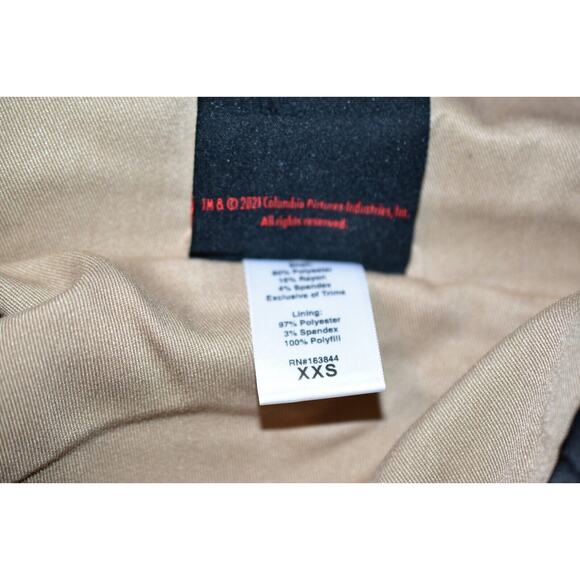 TM & © 2021 Columbia Pictures Industries, Inc.
All rights reserved.
Shell:
80% Polyester
16% Rayon
4% Spandex
Exclusive of Trims
Lining:
97% Polyester
3% Spandex
100% Polyfill
RN#163844
XXS